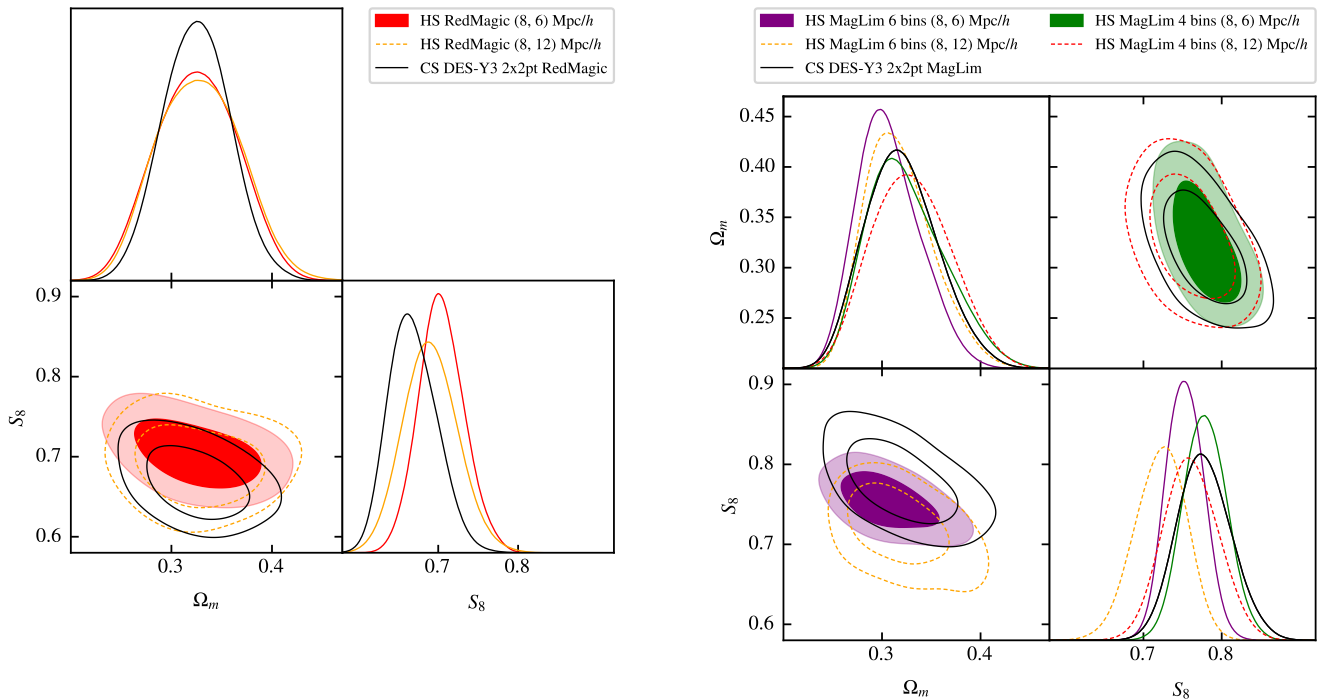 HS RedMagic (8, 6) Mpc/h
HS RedMagic (8, 12) Mpc/h
CS DES-Y3 2x2pt RedMagic
0.9
0.8
0.7
0.6
S₈
0.3
0.4
Ωₘ
0.7
0.8
S₈
HS MagLim 6 bins (8, 6) Mpc/h
HS MagLim 6 bins (8, 12) Mpc/h
CS DES-Y3 2x2pt MagLim
HS MagLim 4 bins (8, 6) Mpc/h
HS MagLim 4 bins (8, 12) Mpc/h
0.45
0.40
0.35
0.30
0.25
Ωₘ
0.7
0.8
0.9
0.8
0.7
0.6
S₈
0.3
0.4
Ωₘ
0.7
0.8
S₈